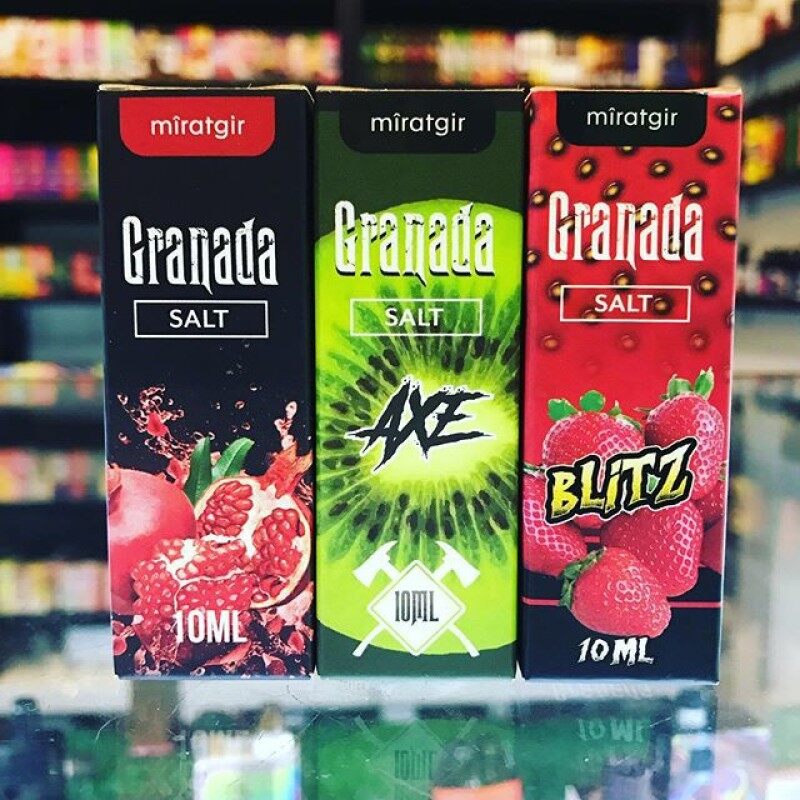 mîratgir
Granada
SALT
10ML
mîratgir
Granada
SALT
AXE
10ML
mîratgir
Granada
SALT
BLiTZ
10 ML